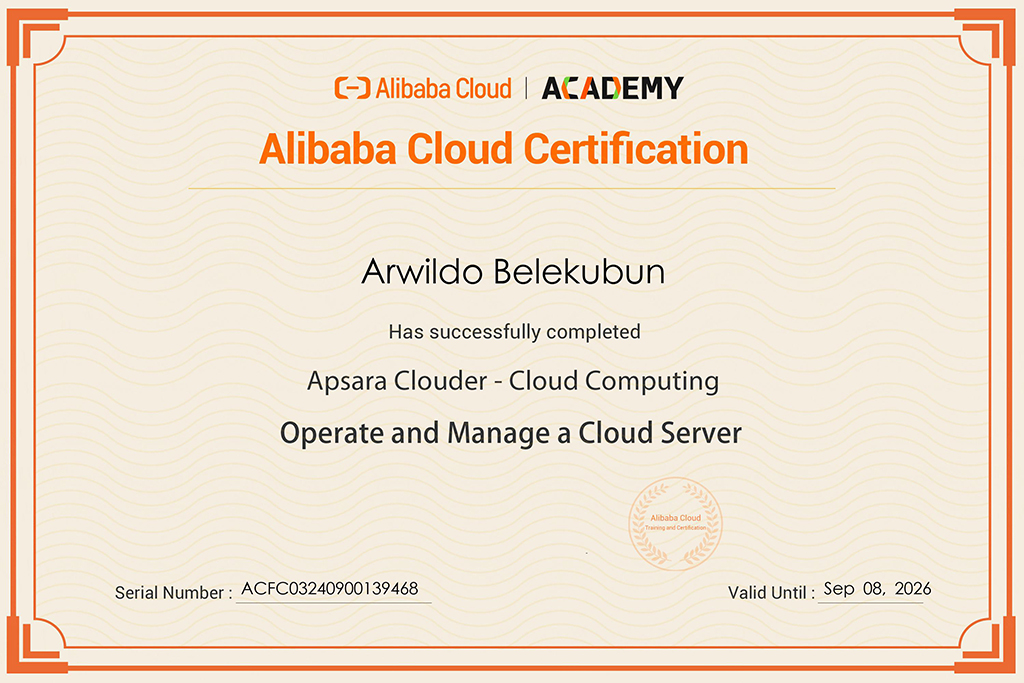 Alibaba Cloud | ACADEMY
Alibaba Cloud Certification
Arwildo Belekubun
Has successfully completed
Apsara Clouder - Cloud Computing
Operate and Manage a Cloud Server
Alibaba Cloud
Training and Certification
Serial Number : ACFC03240900139468
Valid Until : Sep 08, 2026